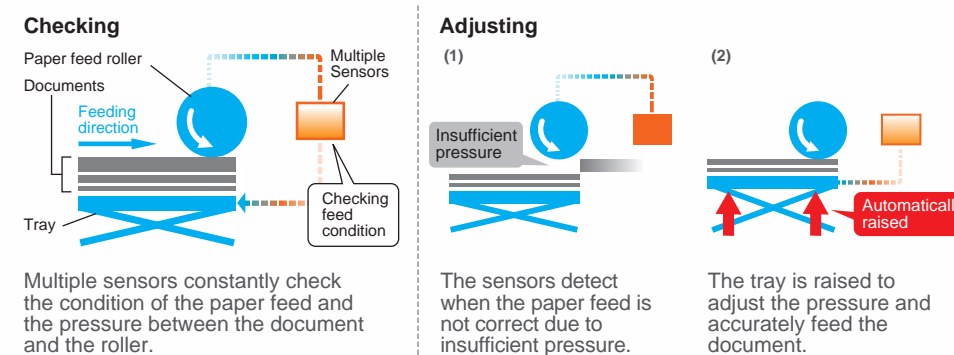 Checking
Paper feed roller
Documents
Feeding
direction
Multiple
Sensors
Tray
Checking
feed
condition
Multiple sensors constantly check
the condition of the paper feed and
the pressure between the document
and the roller.
Adjusting
(1)
Insufficient
pressure
The sensors detect
when the paper feed is
not correct due to
insufficient pressure.
(2)
Automaticall
raised
The tray is raised to
adjust the pressure and
accurately feed the
document.